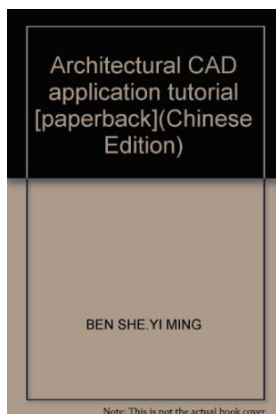 Architectural CAD
application tutorial
[paperback](Chinese
Edition)
BEN SHE.YI MING
Note: This is not the actual book cover